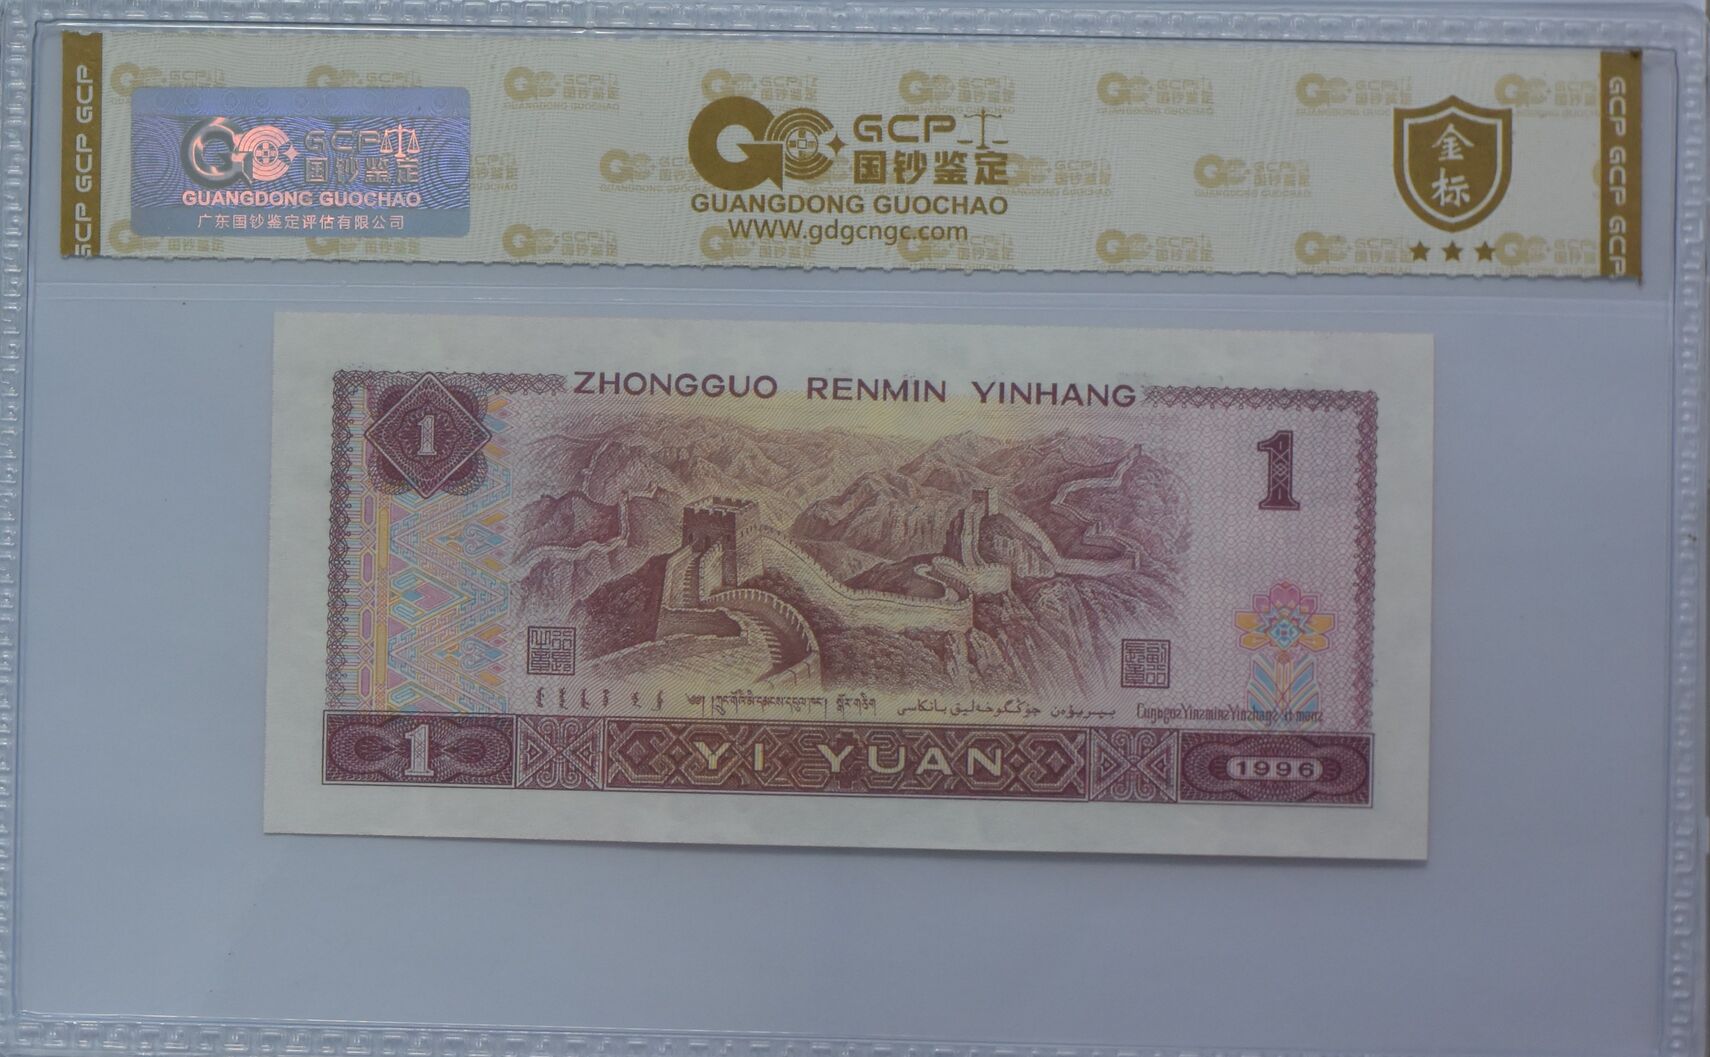 GCP GCP GCP
GCP
国钞鉴定
GUANGDONG GUOCHAO
广东国钞鉴定评估有限公司
GCP
国钞鉴定
GUANGDONG GUOCHAO
WWW.gdgcngc.com
金标
GCP GCP GCP
ZHONGGUO RENMIN YINHANG
1
1
1
YI YUAN
1996